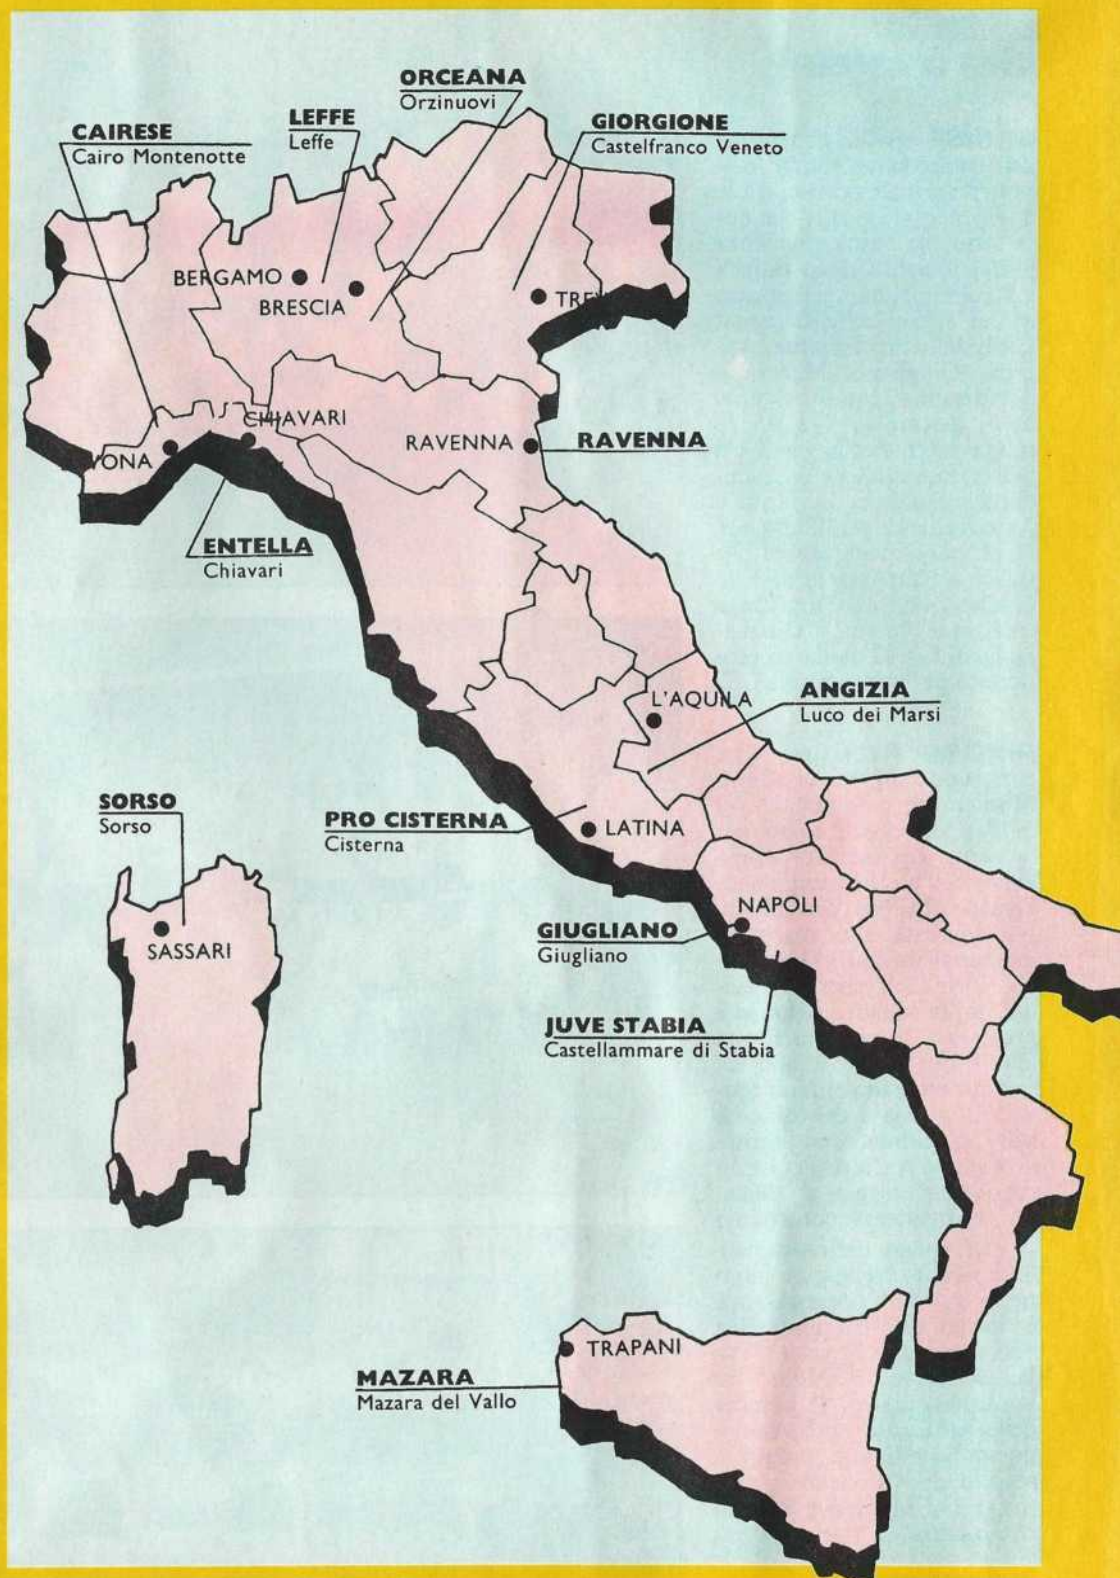 ORCEANA
Orzinuovi
LEFFE
Leffe
GIORGIONE
Castelfranco Veneto
CAIRESE
Cairo Montenotte
BERGAMO
BRESCIA
CHIAVARI
RAVENNA
RAVENNA
ENTELLA
Chiavari
L'AQUILA
ANGIZIA
Luco dei Marsi
SORSO
Sorso
PRO CISTERNA
Cisterna
LATINA
NAPOLI
GIUGLIANO
Giugliano
SASSARI
JUVE STABIA
Castellammare di Stabia
TRAPANI
MAZARA
Mazara del Vallo